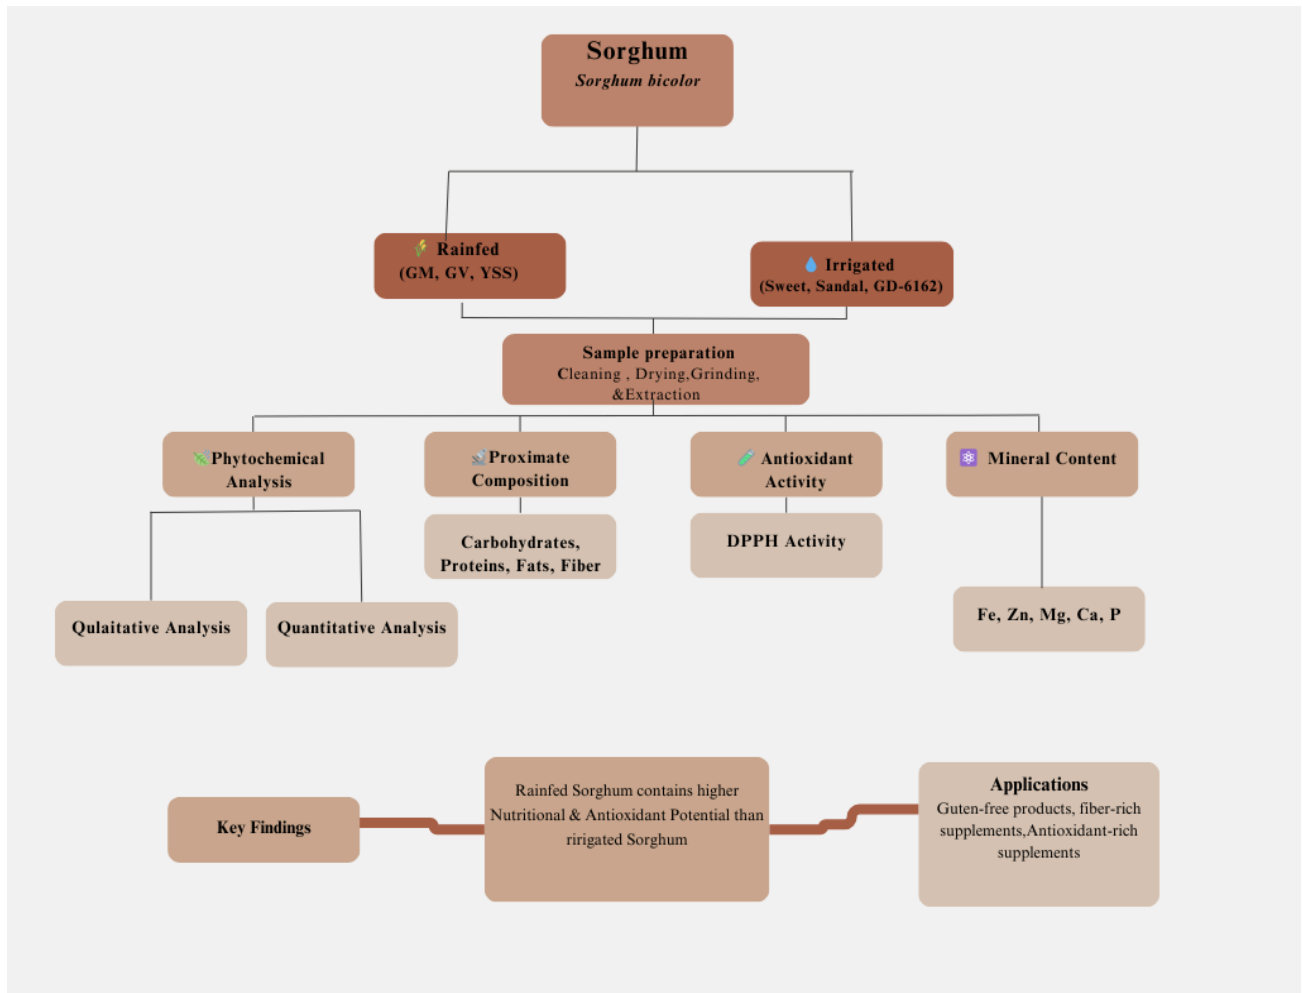 Sorghum
Sorghum bicolor
Rainfed
(GM, GV, YSS)
Irrigated
(Sweet, Sandal, GD-6162)
Sample preparation
Cleaning , Drying,Grinding,
&Extraction
Phytochemical
Analysis
Proximate
Composition
Antioxidant
Activity
Mineral Content
Carbohydrates,
Proteins, Fats, Fiber
DPPH Activity
Fe, Zn, Mg, Ca, P
Qulaitative Analysis
Quantitative Analysis
Key Findings
Rainfed Sorghum contains higher
Nutritional & Antioxidant Potential than
ririgated Sorghum
Applications
Guten-free products, fiber-rich
supplements,Antioxidant-rich
supplements